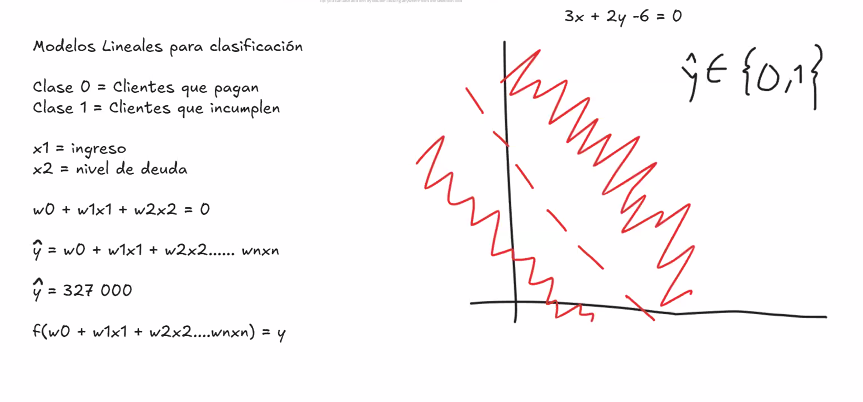 3x + 2y -6 = 0
Modelos Lineales para clasificación
Clase 0 = Clientes que pagan
Clase 1 = Clientes que incumplen
x1 = ingreso
x2 = nivel de deuda
w0 + w1x1 + w2x2 = 0
ŷ = w0 + w1x1 + w2x2...... wnxn
ŷ = 327 000
f(w0 + w1x1 + w2x2....wnxn) = y
ŷ ∈ {0,1}